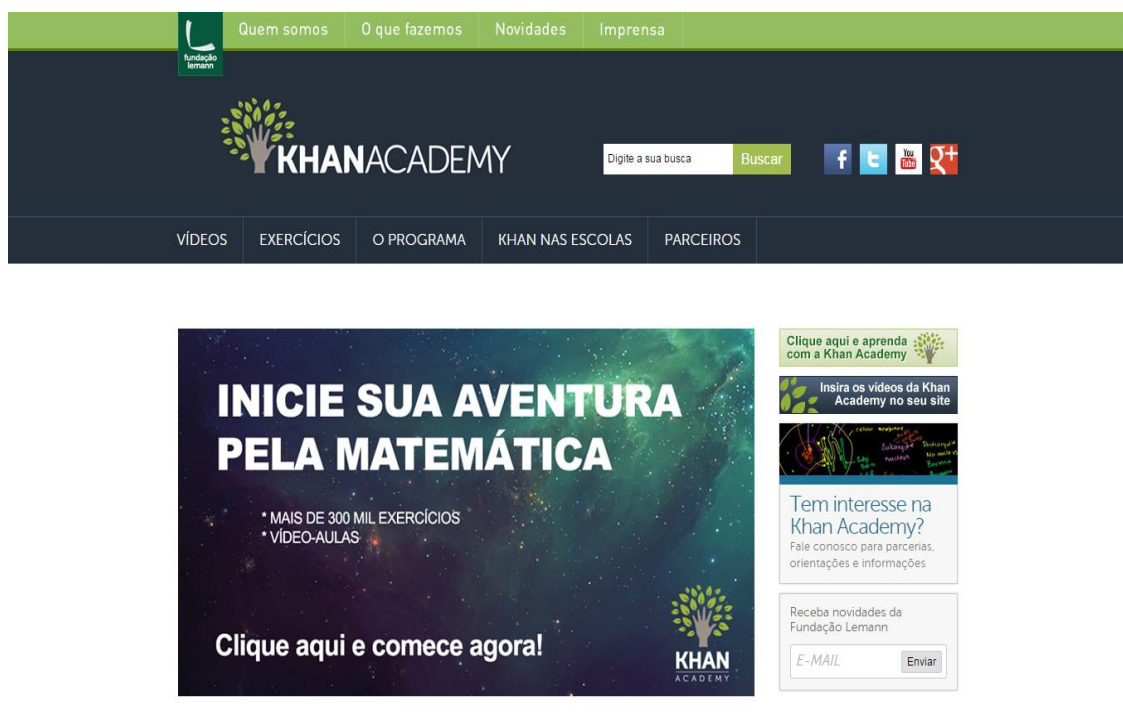 Quem somos
O que fazemos
Novidades
Imprensa
fundação
lemann
KHANACADEMY
Digite a sua busca
Buscar
You
Tube
VÍDEOS
EXERCÍCIOS
O PROGRAMA
KHAN NAS ESCOLAS
PARCEIROS
INICIE SUA AVENTURA
PELA MATEMÁTICA
* MAIS DE 300 MIL EXERCÍCIOS
* VÍDEO-AULAS
Clique aqui e comece agora!
KHAN
ACADEMY
Clique aqui e aprenda
com a Khan Academy
Insira os vídeos da Khan
Academy no seu site
Tem interesse na
Khan Academy?
Fale conosco para parcerias,
orientações e informações
Receba novidades da
Fundação Lemann
E-MAIL
Enviar